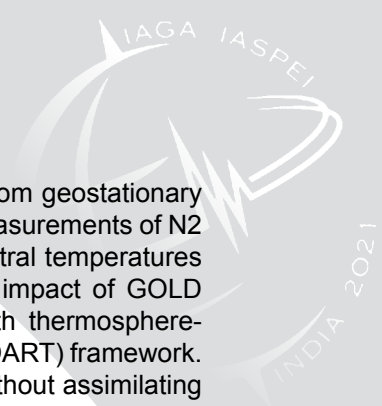 IAGA IASPEI
INDIA 2021
om geostationary
asurements of N2
tral temperatures
impact of GOLD
th thermosphere-
DART) framework.
thout assimilating